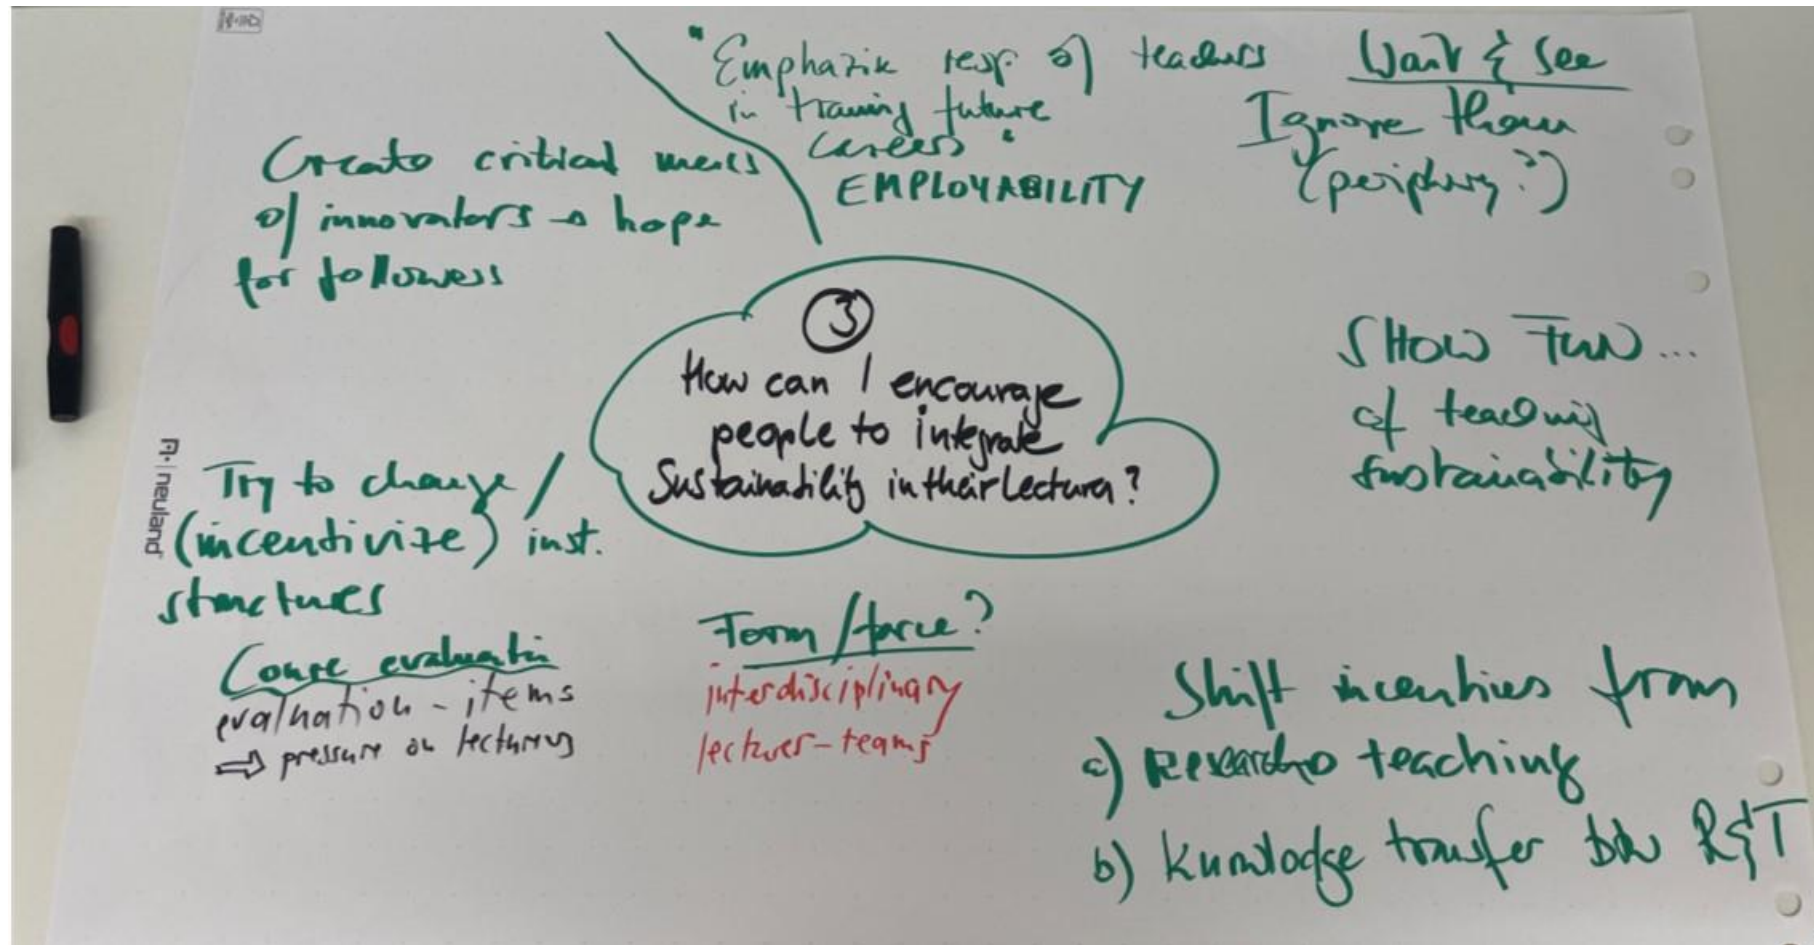 "Emphazise resp. of teachers
in training future
careers"
EMPLOYABILITY
Wait & see
Ignore them
(periphery?)
Create critical mass
of innovators → hope
for followers
3
How can I encourage
people to integrate
Sustainability in their lectures?
SHOW FUN...
of teaching
sustainability
Try to change /
(incentivize) inst.
structures
Course evaluation
evaluation - items
⇒ pressure on lecturers
Form / force?
interdisciplinary
lecturer-teams
Shift incentives from
a) Research → teaching
b) Knowledge transfer btw R&T
neuland